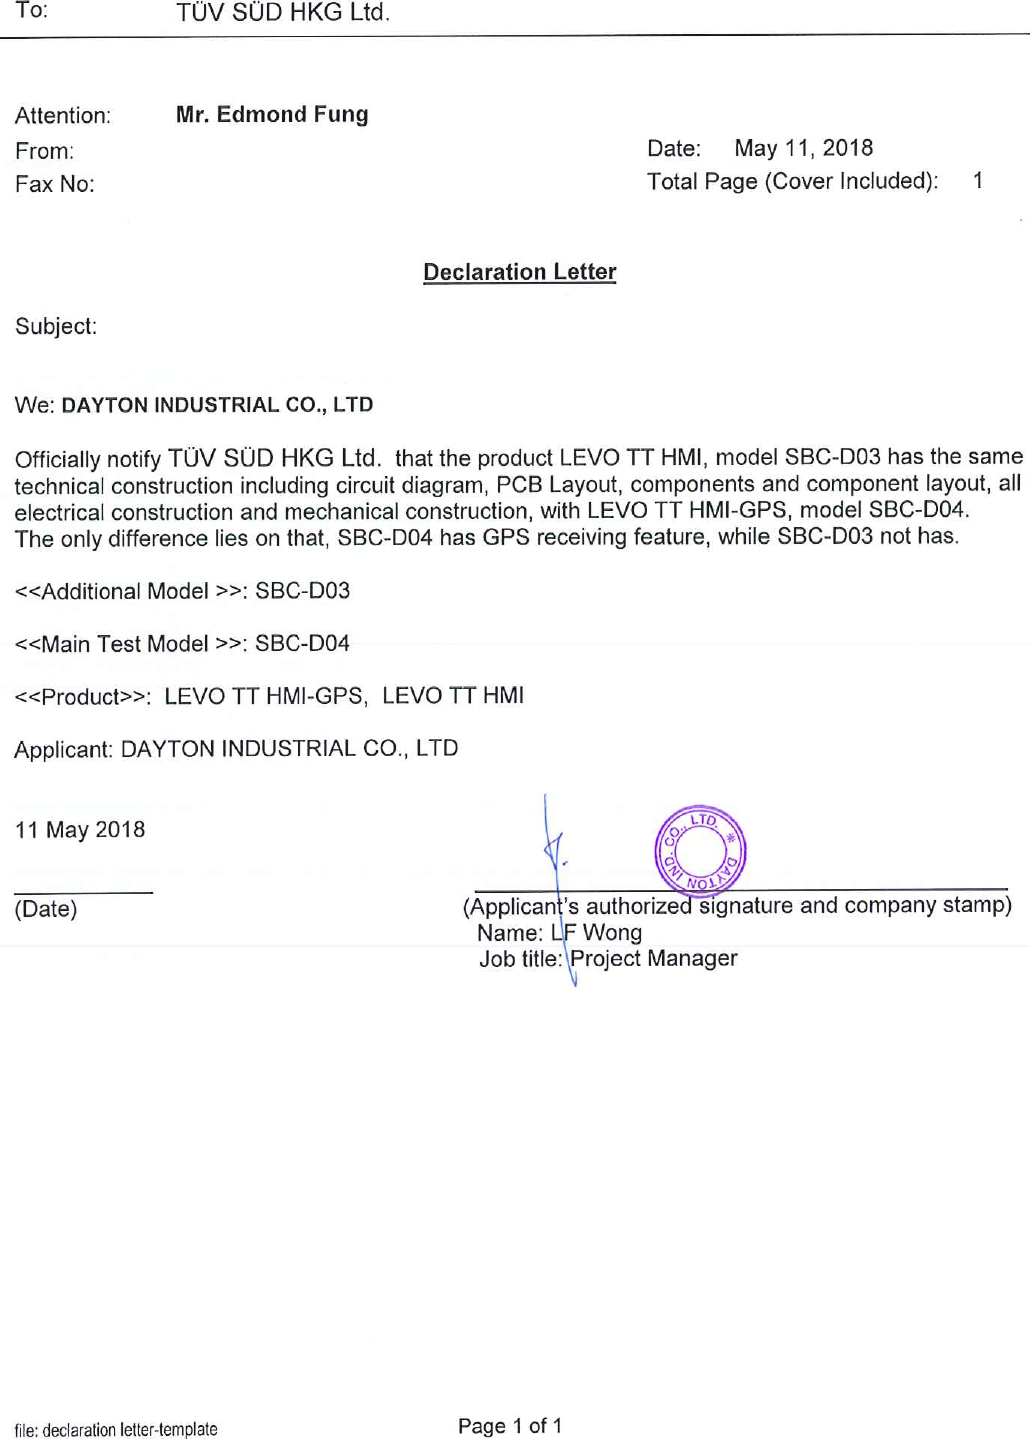 To: TÜV SÜD HKG Ltd.
Attention: Mr. Edmond Fung
From:
Date: May 11, 2018
Fax No:
Total Page (Cover Included): 1
Declaration Letter
Subject:
We: DAYTON INDUSTRIAL CO., LTD
Officially notify TÜV SÜD HKG Ltd. that the product LEVO TT HMI, model SBC-D03 has the same
technical construction including circuit diagram, PCB Layout, components and component layout, all
electrical construction and mechanical construction, with LEVO TT HMI-GPS, model SBC-D04.
The only difference lies on that, SBC-D04 has GPS receiving feature, while SBC-D03 not has.
<<Additional Model >>: SBC-D03
<<Main Test Model >>: SBC-D04
<<Product>>: LEVO TT HMI-GPS, LEVO TT HMI
Applicant: DAYTON INDUSTRIAL CO., LTD
11 May 2018
DAYTON IND. CO., LTD. *
(Date)
(Applicant's authorized signature and company stamp)
Name: LF Wong
Job title: Project Manager
file: declaration letter-template
Page 1 of 1